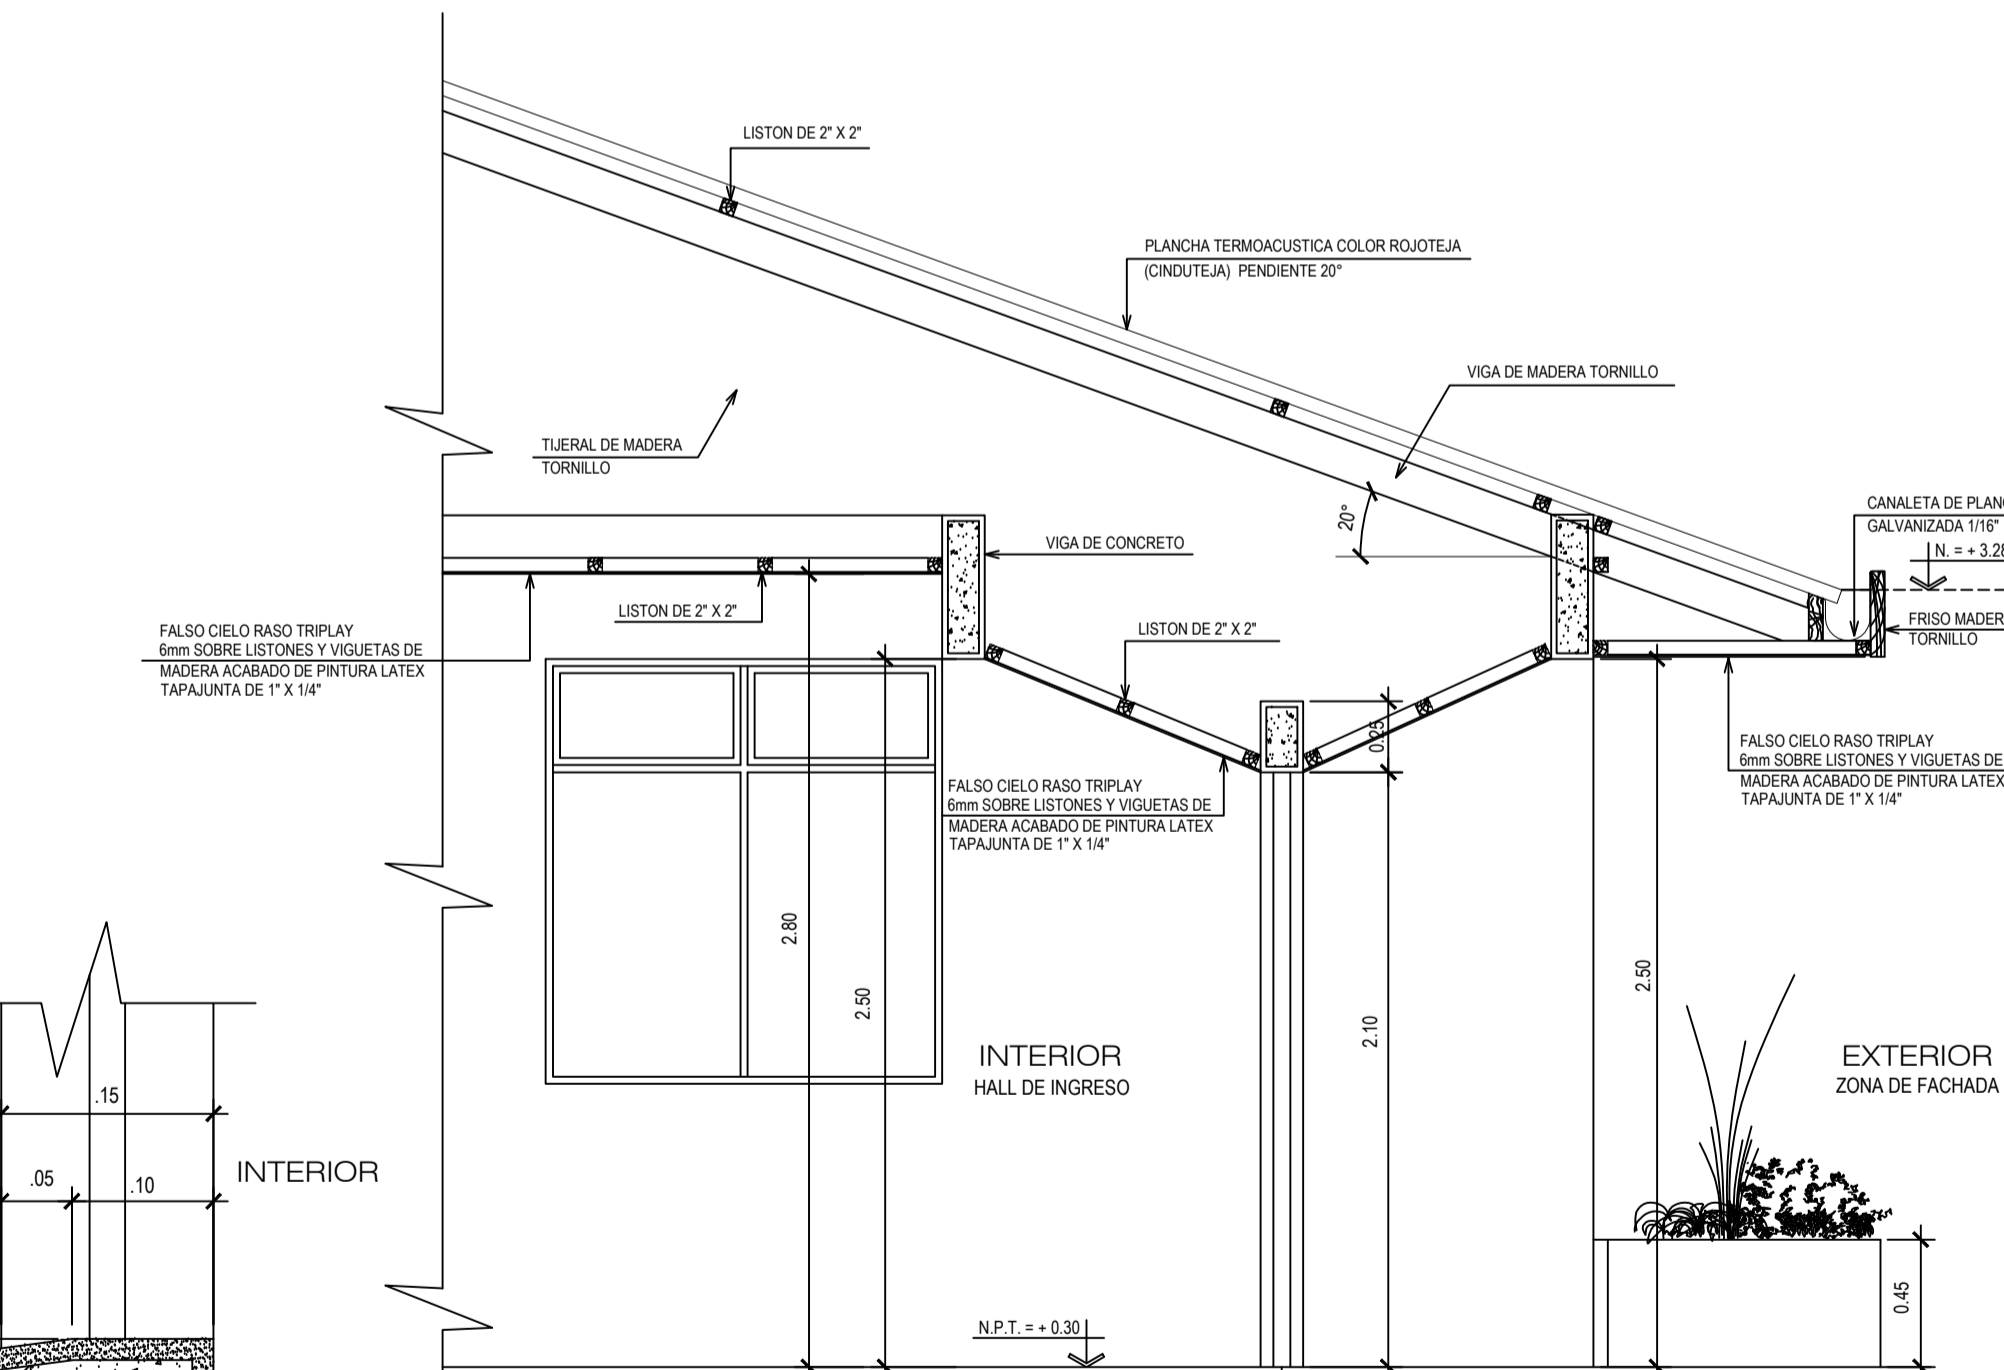 LISTON DE 2" X 2"
PLANCHA TERMOACUSTICA COLOR ROJOTEJA
(CINDUTEJA) PENDIENTE 20°
VIGA DE MADERA TORNILLO
TIJERAL DE MADERA
TORNILLO
20°
CANALETA DE
GALVANIZADA 1/16"
N. = + 3.28
VIGA DE CONCRETO
LISTON DE 2" X 2"
LISTON DE 2" X 2"
FRISO
TORNILLO
FALSO CIELO RASO TRIPLAY
6mm SOBRE LISTONES Y VIGUETAS DE
MADERA ACABADO DE PINTURA LATEX
TAPAJUNTA DE 1" X 1/4"
0.25
FALSO CIELO RASO TRIPLAY
6mm SOBRE LISTONES Y VIGUETAS DE
MADERA ACABADO DE PINTURA LATEX
TAPAJUNTA DE 1" X 1/4"
FALSO CIELO RASO TRIPLAY
6mm SOBRE LISTONES Y VIGUETAS DE
MADERA ACABADO DE PINTURA LATEX
TAPAJUNTA DE 1" X 1/4"
2.80
2.50
2.10
2.50
INTERIOR
HALL DE INGRESO
EXTERIOR
ZONA DE FACHADA
.15
.05
.10
INTERIOR
0.45
N.P.T. = + 0.30